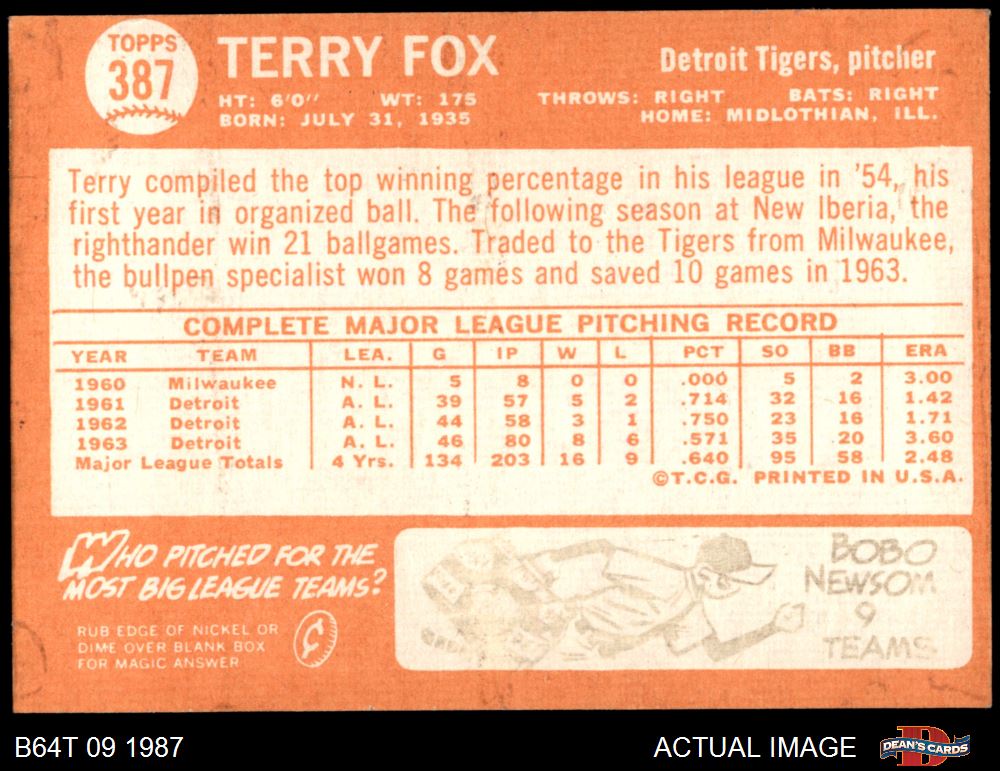 TOPPS
387
TERRY FOX
Detroit Tigers, pitcher
HT: 6'0" WT: 175 THROWS: RIGHT BATS: RIGHT
BORN: JULY 31, 1935 HOME: MIDLOTHIAN, ILL.
Terry compiled the top winning percentage in his league in '54, his
first year in organized ball. The following season at New Iberia, the
righthander win 21 ballgames. Traded to the Tigers from Milwaukee,
the bullpen specialist won 8 games and saved 10 games in 1963.
COMPLETE MAJOR LEAGUE PITCHING RECORD
YEAR TEAM LEA. G IP W L PCT SO BB ERA
1960 Milwaukee N. L. 5 8 0 0 .000 5 2 3.00
1961 Detroit A. L. 39 57 5 2 .714 32 16 1.42
1962 Detroit A. L. 44 58 3 1 .750 23 16 1.71
1963 Detroit A. L. 46 80 8 6 .571 35 20 3.60
Major League Totals 4 Yrs. 134 203 16 9 .640 95 58 2.48
©T.C.G. PRINTED IN U.S.A.
WHO PITCHED FOR THE
MOST BIG LEAGUE TEAMS?
RUB EDGE OF NICKEL OR
DIME OVER BLANK BOX
FOR MAGIC ANSWER
¢
BOBO
NEWSOM
9
TEAMS
B64T 09 1987
ACTUAL IMAGE
DEAN'S CARDS